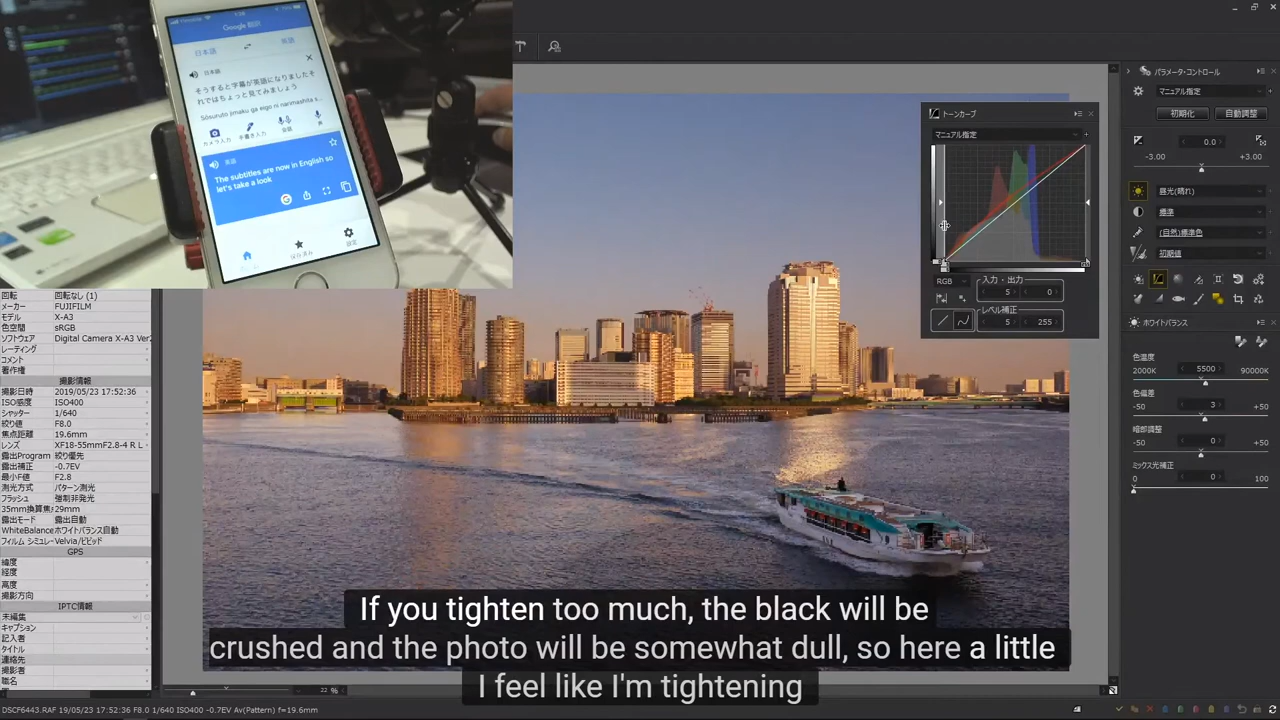 Google 翻訳
日本語
英語
日本語
そうすると字幕が英語になりましたそ
れではちょっと見てみましょう
Sōsuruto jimaku ga eigo ni narimashita s...
カメラ入力
手書き入力
会話
声
英語
The subtitles are now in English so
let's take a look
保存済み
設定
回転 回転なし (1)
メーカー FUJIFILM
モデル X-A3
色空間 sRGB
ソフトウェア Digital Camera X-A3 Ver2
レーティング
コメント
著作権
撮影情報
撮影日時 2019/05/23 17:52:36
ISO感度 ISO400
シャッター 1/640
絞り値 F8.0
焦点距離 19.6mm
レンズ XF18-55mmF2.8-4 R L
露出Program 絞り優先
露出補正 -0.7EV
最小F値 F2.8
測光方式 パターン測光
フラッシュ 強制非発光
35mm換算焦 29mm
露出モード 露出自動
WhiteBalance ホワイトバランス自動
フィルム シミュレー Velvia/ビビッド
GPS
緯度
経度
高度
撮影方向
IPTC情報
未編集
キャプション
記入者
タイトル
連絡先
撮影者
職名
トーンカーブ
マニュアル指定
RGB
入力・出力
5 0
レベル補正
5 255
パラメータ・コントロール
マニュアル指定
初期化 自動調整
0.0
-3.00 +3.00
昼光(晴れ)
標準
(自然)標準色
初期値
ホワイトバランス
色温度
2000K 5500 90000K
色偏差
-50 3 +50
暗部調整
-50 0 +50
ミックス光補正
0 0 100
If you tighten too much, the black will be
crushed and the photo will be somewhat dull, so here a little
I feel like I'm tightening
22 %
DSCF6443.RAF 19/05/23 17:52:36 F8.0 1/640 ISO400 -0.7EV Av(Pattern) f=19.6mm